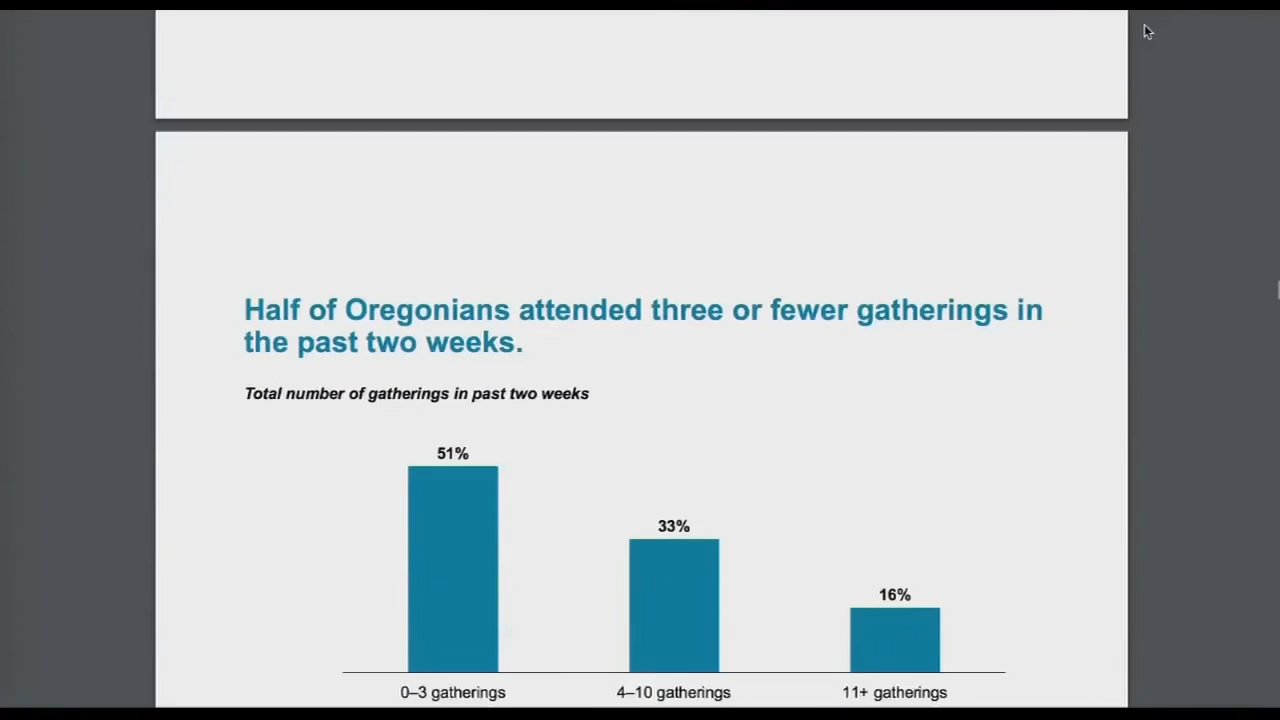 Half of Oregonians attended three or fewer gatherings in
the past two weeks.
Total number of gatherings in past two weeks
51%
33%
16%
0–3 gatherings
4–10 gatherings
11+ gatherings